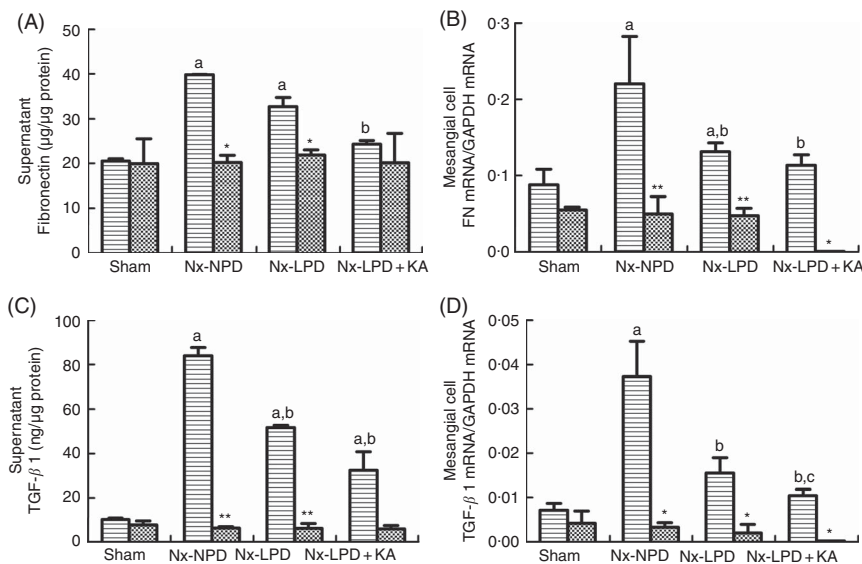 (A)
Supernatant
Fibronectin (µg/µg protein)
50
40
30
20
10
0
a
*
a
*
b
Sham
Nx-NPD
Nx-LPD
Nx-LPD + KA
(B)
Mesangial cell
FN mRNA/GAPDH mRNA
0·3
0·2
0·1
0·0
a
**
a,b
**
b
*
Sham
Nx-NPD
Nx-LPD
Nx-LPD + KA
(C)
Supernatant
TGF-β 1 (ng/µg protein)
100
80
60
40
20
0
a
**
a,b
**
a,b
Sham
Nx-NPD
Nx-LPD
Nx-LPD + KA
(D)
Mesangial cell
TGF-β 1 mRNA/GAPDH mRNA
0·05
0·04
0·03
0·02
0·01
0·00
a
*
b
*
b,c
*
Sham
Nx-NPD
Nx-LPD
Nx-LPD + KA